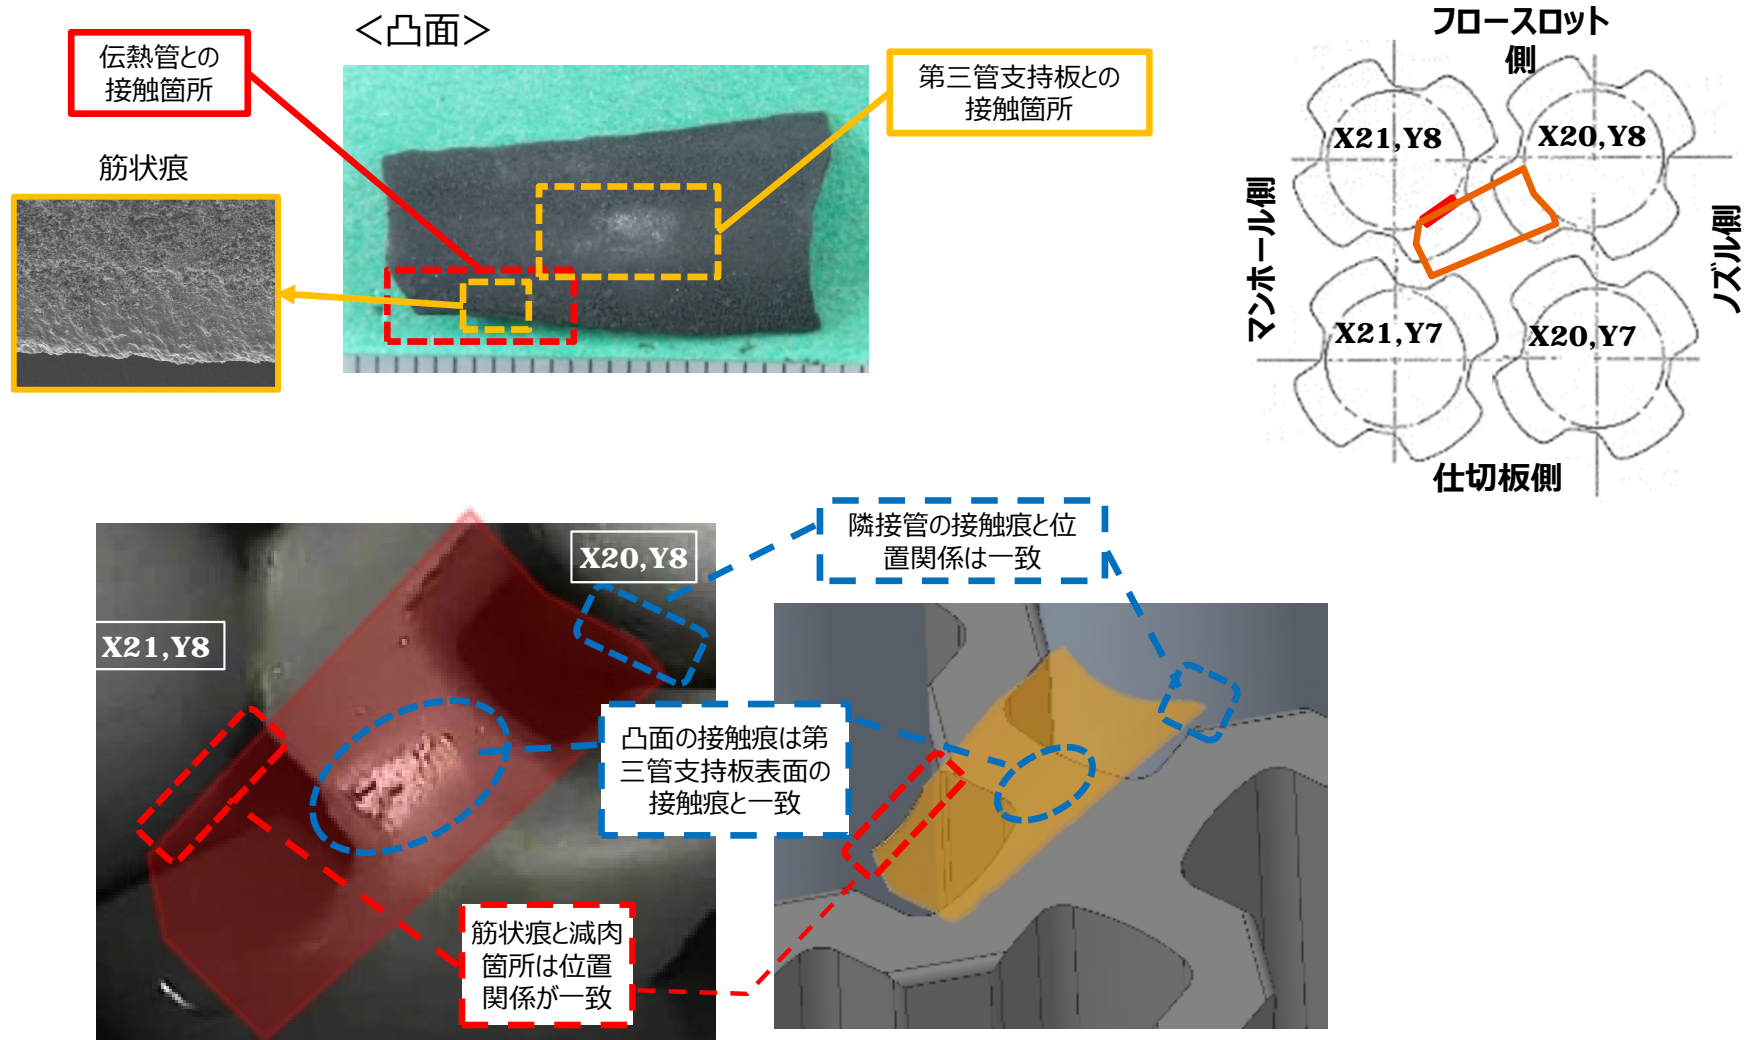 ＜凸面＞
伝熱管との
接触箇所
第三管支持板との
接触箇所
筋状痕
フロースロット
側
X21,Y8
X20,Y8
マンホール側
ノズル側
X21,Y7
X20,Y7
仕切板側
隣接管の接触痕と位
置関係は一致
X20,Y8
X21,Y8
凸面の接触痕は第
三管支持板表面の
接触痕と一致
筋状痕と減肉
箇所は位置
関係が一致